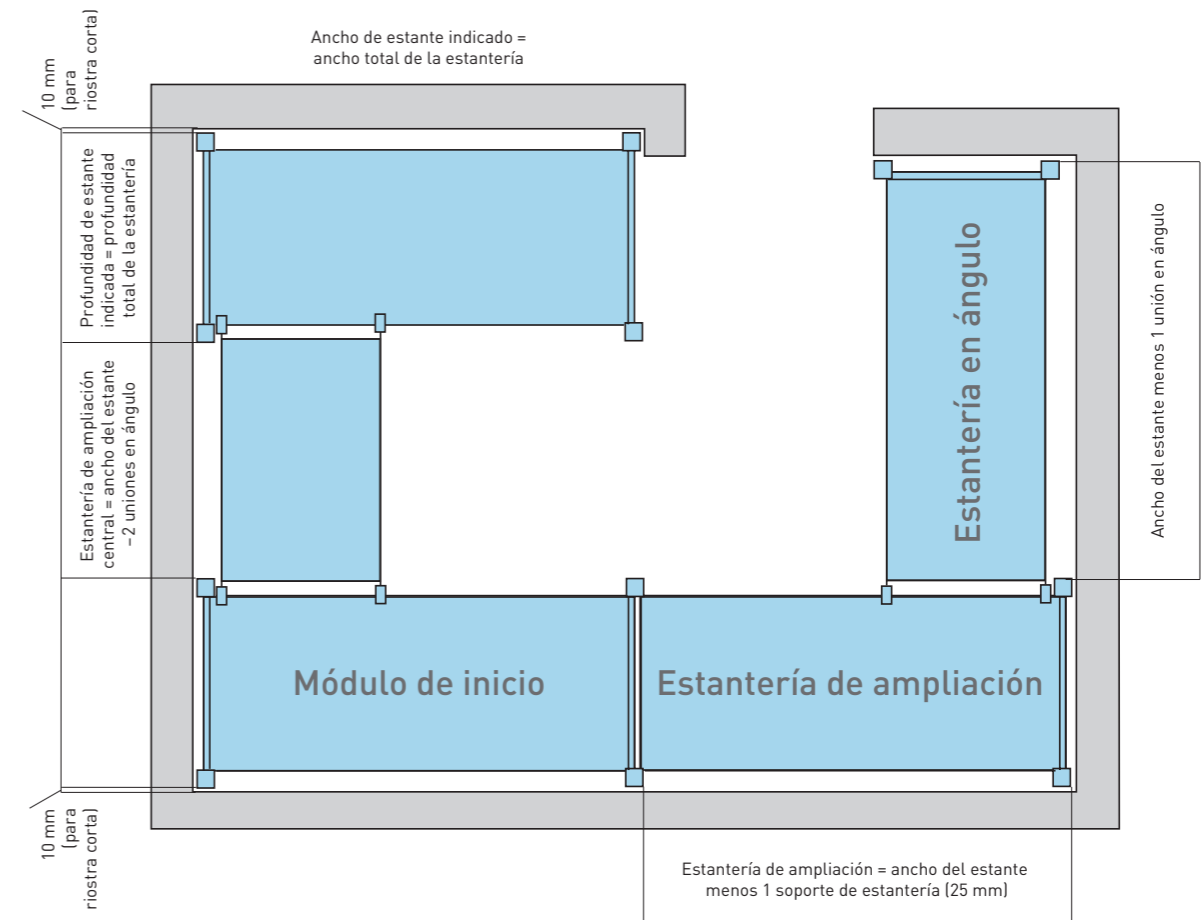 Ancho de estante indicado =
ancho total de la estantería
10 mm
(para
riostra corta)
Profundidad de estante
indicada = profundidad
total de la estantería
Estantería de ampliación
central = ancho del estante
–2 uniones en ángulo
10 mm
(para
riostra corta)
Estantería en ángulo
Ancho del estante menos 1 unión en ángulo
Módulo de inicio
Estantería de ampliación
Estantería de ampliación = ancho del estante
menos 1 soporte de estantería (25 mm)